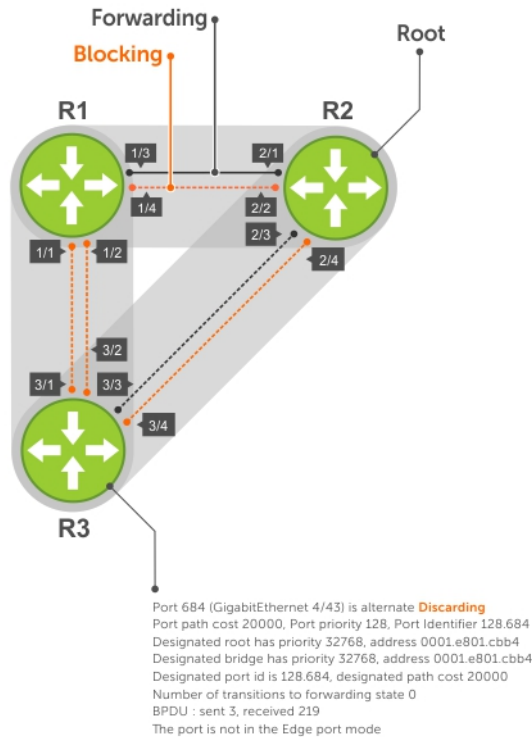 Forwarding
Blocking
Root
R1
R2
1/3
2/1
1/4
2/2
2/3
1/1
1/2
2/4
3/2
3/1
3/3
3/4
R3
Port 684 (GigabitEthernet 4/43) is alternate Discarding
Port path cost 20000, Port priority 128, Port Identifier 128.684
Designated root has priority 32768, address 0001.e801.cbb4
Designated bridge has priority 32768, address 0001.e801.cbb4
Designated port id is 128.684, designated path cost 20000
Number of transitions to forwarding state 0
BPDU : sent 3, received 219
The port is not in the Edge port mode